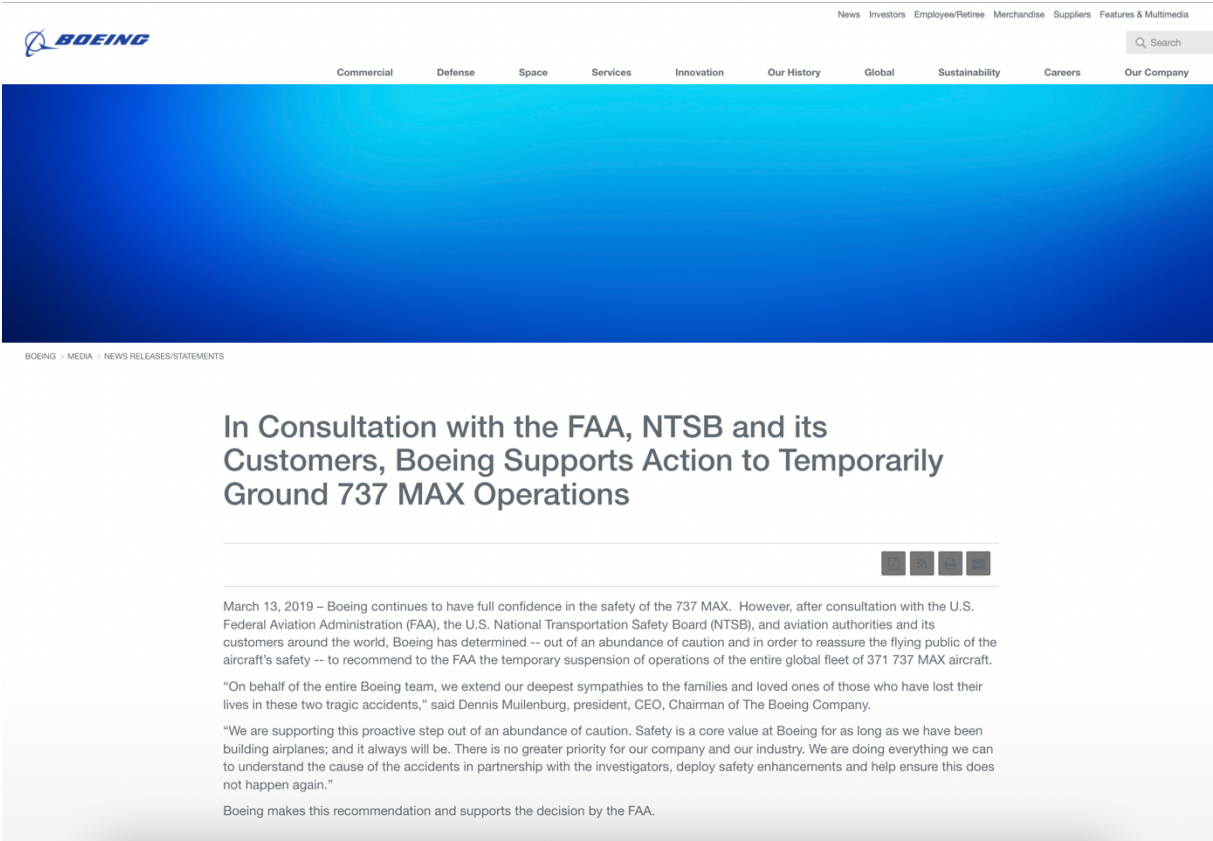 News Investors Employee/Retiree Merchandise Suppliers Features & Multimedia
BOEING
Search
Commercial Defense Space Services Innovation Our History Global Sustainability Careers Our Company
BOEING > MEDIA > NEWS RELEASES/STATEMENTS
In Consultation with the FAA, NTSB and its
Customers, Boeing Supports Action to Temporarily
Ground 737 MAX Operations
March 13, 2019 – Boeing continues to have full confidence in the safety of the 737 MAX.  However, after consultation with the U.S.
Federal Aviation Administration (FAA), the U.S. National Transportation Safety Board (NTSB), and aviation authorities and its
customers around the world, Boeing has determined -- out of an abundance of caution and in order to reassure the flying public of the
aircraft's safety -- to recommend to the FAA the temporary suspension of operations of the entire global fleet of 371 737 MAX aircraft.
“On behalf of the entire Boeing team, we extend our deepest sympathies to the families and loved ones of those who have lost their
lives in these two tragic accidents,” said Dennis Muilenburg, president, CEO, Chairman of The Boeing Company.
“We are supporting this proactive step out of an abundance of caution. Safety is a core value at Boeing for as long as we have been
building airplanes; and it always will be. There is no greater priority for our company and our industry. We are doing everything we can
to understand the cause of the accidents in partnership with the investigators, deploy safety enhancements and help ensure this does
not happen again.”
Boeing makes this recommendation and supports the decision by the FAA.